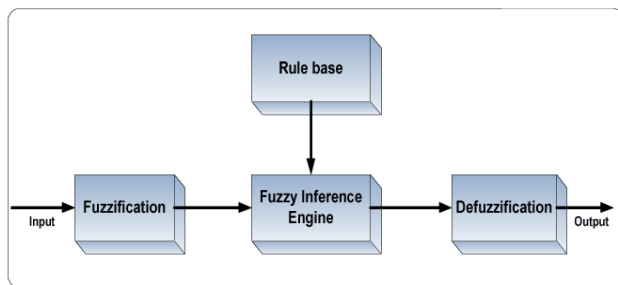 Rule base
Input
Fuzzification
Fuzzy Inference
Engine
Defuzzification
Output